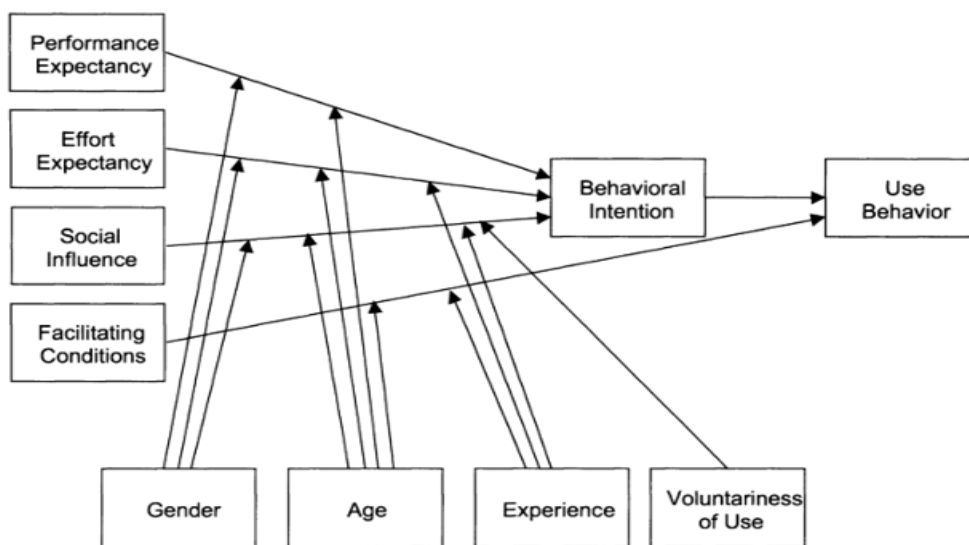 Performance
Expectancy
Effort
Expectancy
Social
Influence
Facilitating
Conditions
Behavioral
Intention
Use
Behavior
Gender
Age
Experience
Voluntariness
of Use